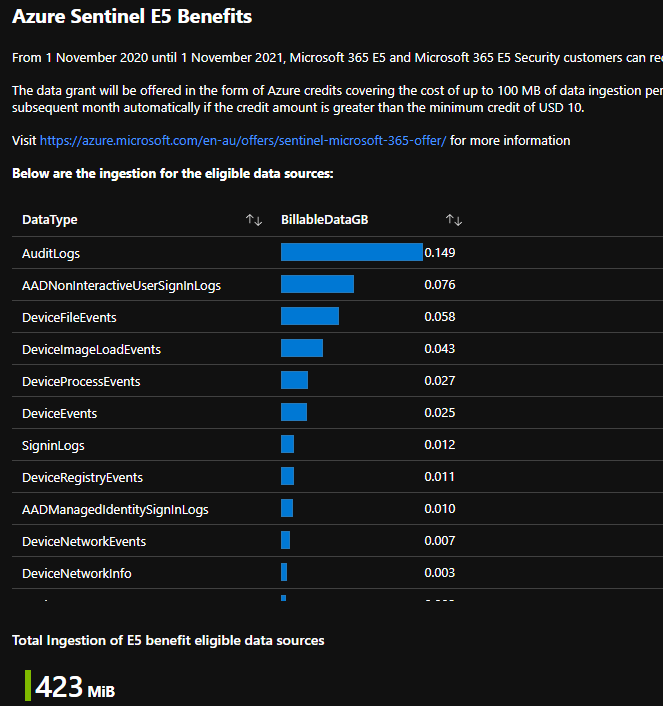 Azure Sentinel E5 Benefits
From 1 November 2020 until 1 November 2021, Microsoft 365 E5 and Microsoft 365 E5 Security customers can
The data grant will be offered in the form of Azure credits covering the cost of up to 100 MB of data ingestion
subsequent month automatically if the credit amount is greater than the minimum credit of USD 10.
Visit https://azure.microsoft.com/en-au/offers/sentinel-microsoft-365-offer/ for more information
Below are the ingestion for the eligible data sources:
DataType ↑↓ BillableDataGB ↑↓
AuditLogs 0.149
AADNonInteractiveUserSignInLogs 0.076
DeviceFileEvents 0.058
DeviceImageLoadEvents 0.043
DeviceProcessEvents 0.027
DeviceEvents 0.025
SigninLogs 0.012
DeviceRegistryEvents 0.011
AADManagedIdentitySignInLogs 0.010
DeviceNetworkEvents 0.007
DeviceNetworkInfo 0.003
Total Ingestion of E5 benefit eligible data sources
423 MiB